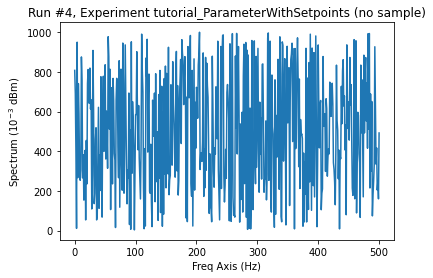 Run #4, Experiment tutorial_ParameterWithSetpoints (no sample)
1000
800
600
400
200
0
Spectrum (10⁻³ dBm)
0 100 200 300 400 500
Freq Axis (Hz)